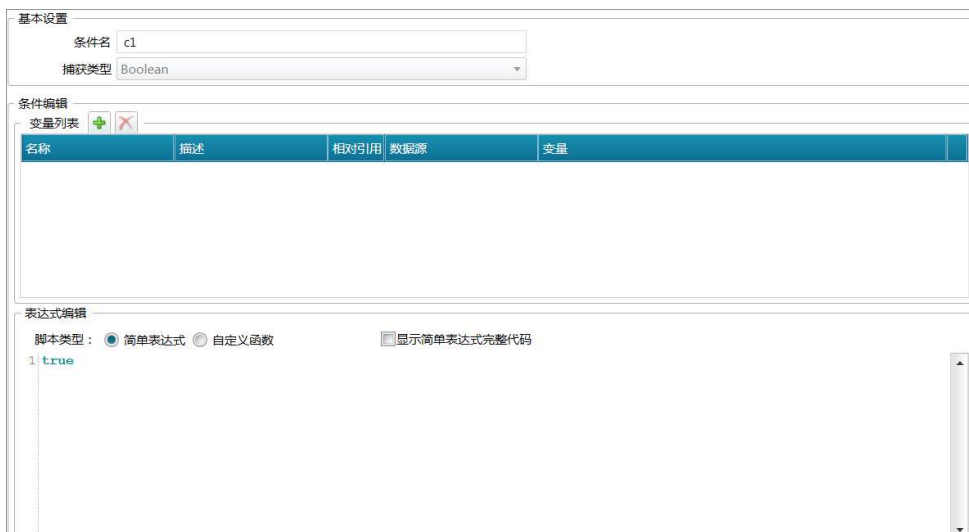 基本设置
条件名 c1
捕获类型 Boolean
条件编辑
变量列表
名称 描述 相对引用 数据源 变量
表达式编辑
脚本类型： 简单表达式 自定义函数 显示简单表达式完整代码
1 true